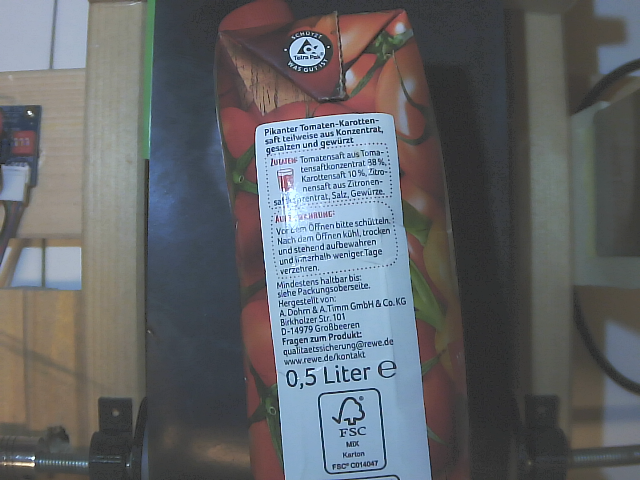 SCHÜTZT
Tetra Pak
WAS GUT IST
Pikanter Tomaten-Karotten-
saft teilweise aus Konzentrat,
gesalzen und gewürzt
ZUTATEN: Tomatensaft aus Toma-
tensaftkonzentrat 88 %,
Karottensaft 10 %, Zitro-
nensaft aus Zitronen-
saftkonzentrat, Salz, Gewürze.
AUFBEWAHRUNG:
Vor dem Öffnen bitte schütteln.
Nach dem Öffnen kühl, trocken
und stehend aufbewahren
und innerhalb weniger Tage
verzehren.
Mindestens haltbar bis:
siehe Packungsoberseite.
Hergestellt von:
A. Dohrn & A. Timm GmbH & Co. KG
Birkholzer Str. 101
D-14979 Großbeeren
Fragen zum Produkt:
qualitaetssicherung@rewe.de
www.rewe.de/kontakt
0,5 Liter ℮
FSC
MIX
Karton
FSC® C014047